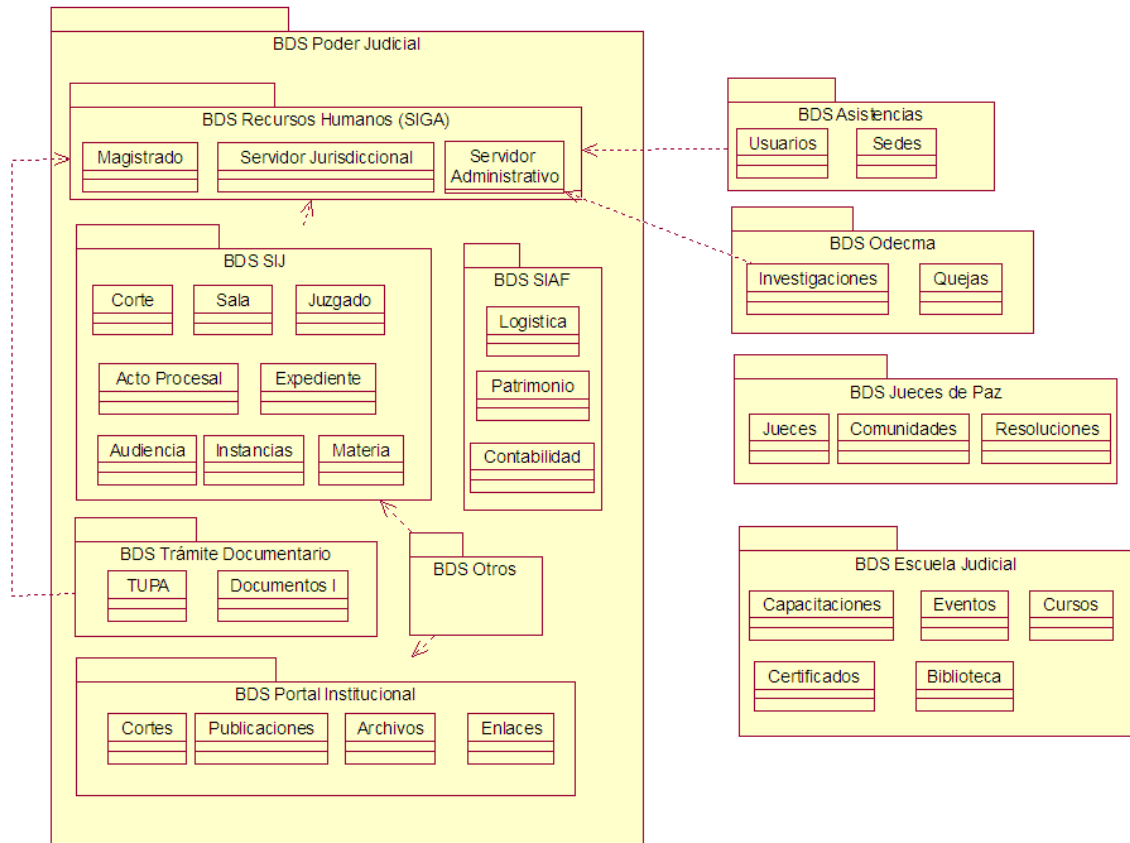 BDS Poder Judicial
BDS Recursos Humanos (SIGA)
Magistrado
Servidor Jurisdiccional
Servidor
Administrativo
BDS SIJ
Corte
Sala
Juzgado
Acto Procesal
Expediente
Audiencia
Instancias
Materia
BDS SIAF
Logistica
Patrimonio
Contabilidad
BDS Trámite Documentario
TUPA
Documentos I
BDS Otros
BDS Portal Institucional
Cortes
Publicaciones
Archivos
Enlaces
BDS Asistencias
Usuarios
Sedes
BDS Odecma
Investigaciones
Quejas
BDS Jueces de Paz
Jueces
Comunidades
Resoluciones
BDS Escuela Judicial
Capacitaciones
Eventos
Cursos
Certificados
Biblioteca